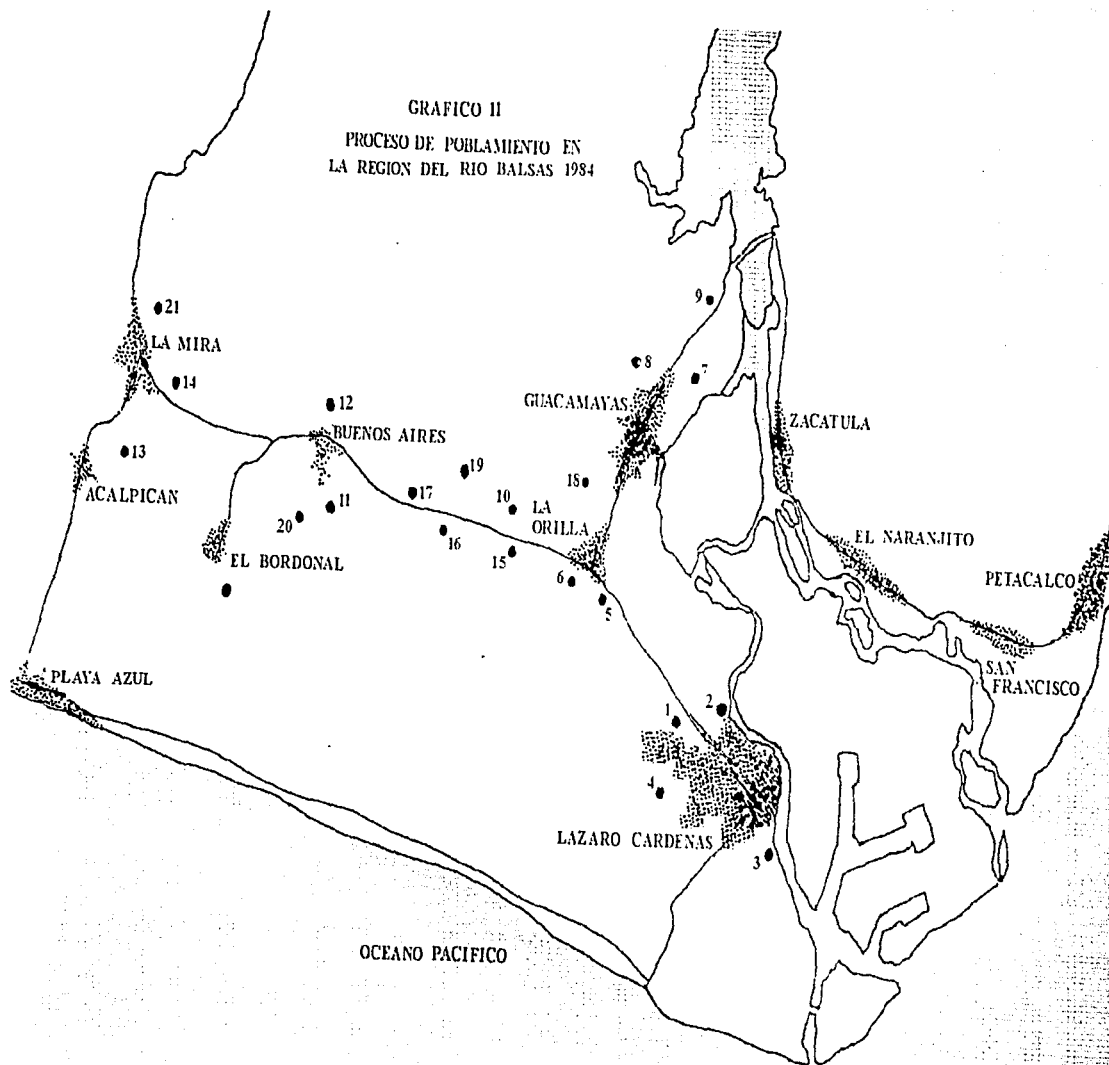 GRAFICO II
PROCESO DE POBLAMIENTO EN
LA REGION DEL RIO BALSAS 1984
9
21
LA MIRA
8
7
14
GUACAMAYAS
12
ZACATULA
BUENOS AIRES
13
19
18
ACALPICAN
17
10
11
LA
ORILLA
20
16
EL NARANJITO
15
EL BORDONAL
6
PETACALCO
5
SAN
FRANCISCO
PLAYA AZUL
2
1
4
LAZARO CARDENAS
3
OCEANO PACIFICO